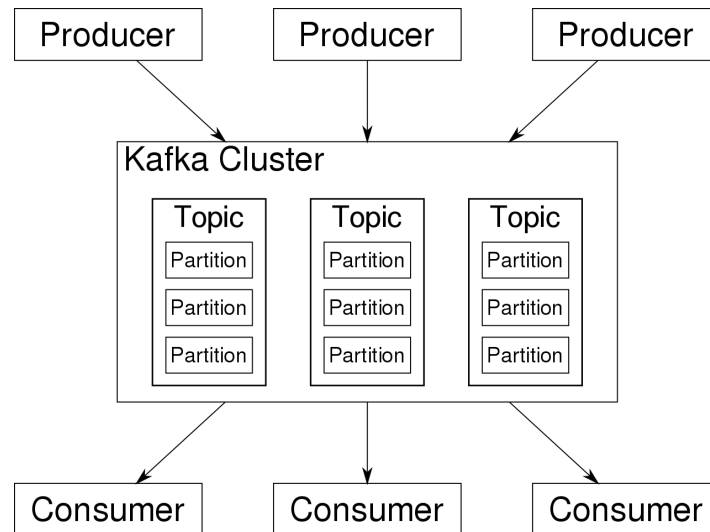 Producer
Producer
Producer
Kafka Cluster
Topic
Topic
Topic
Partition
Partition
Partition
Partition
Partition
Partition
Partition
Partition
Partition
Consumer
Consumer
Consumer